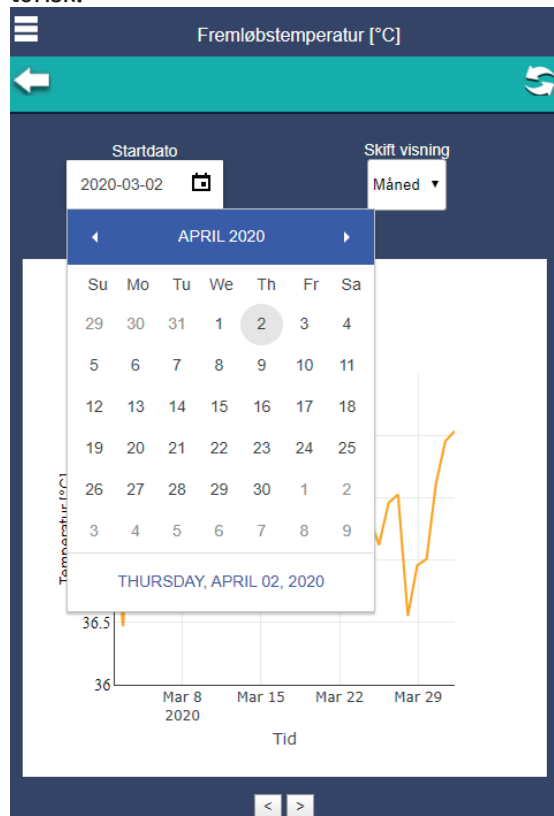 Fremløbstemperatur [°C]
Startdato
Skift visning
2020-03-02
Måned
APRIL 2020
Su Mo Tu We Th Fr Sa
29 30 31 1 2 3 4
5 6 7 8 9 10 11
12 13 14 15 16 17 18
19 20 21 22 23 24 25
26 27 28 29 30 1 2
3 4 5 6 7 8 9
THURSDAY, APRIL 02, 2020
Temperatur [°C]
36.5
36
Mar 8 Mar 15 Mar 22 Mar 29
2020
Tid
< >